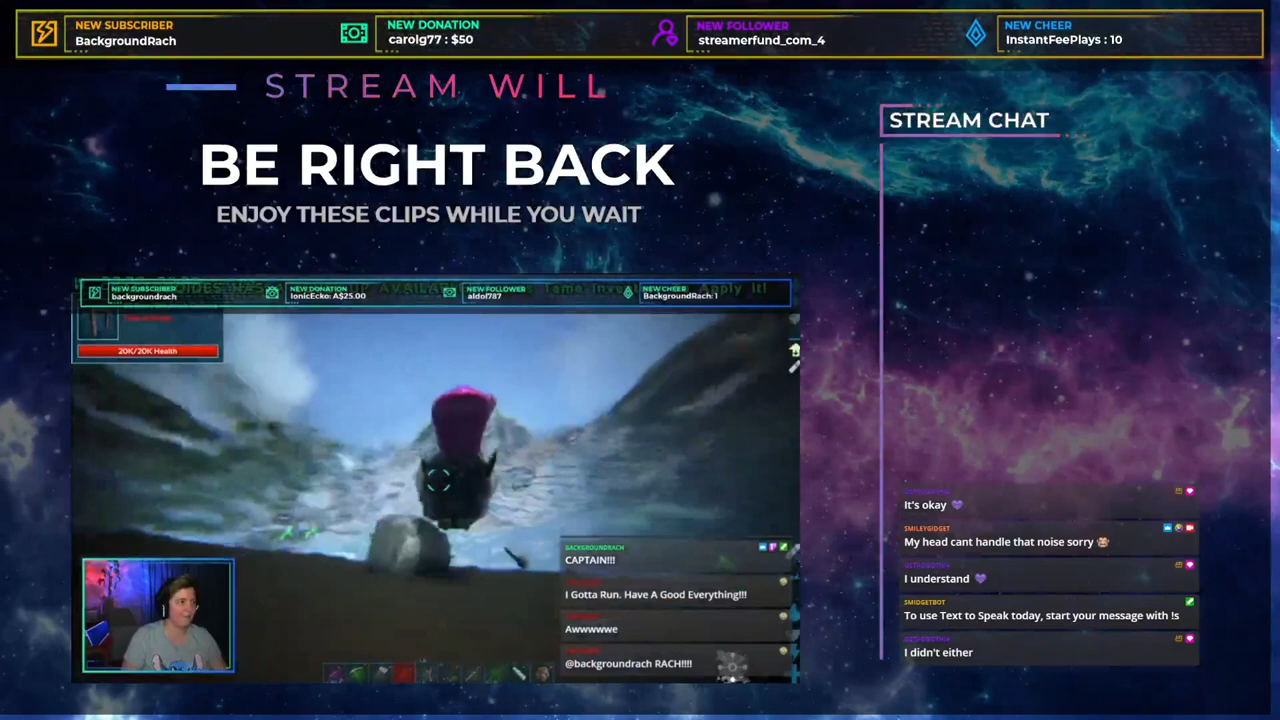 NEW SUBSCRIBER
BackgroundRach
NEW DONATION
carolg77 : $50
NEW FOLLOWER
streamerfund_com_4
NEW CHEER
InstantFeePlays : 10
STREAM WILL
BE RIGHT BACK
ENJOY THESE CLIPS WHILE YOU WAIT
STREAM CHAT
NEW SUBSCRIBER
backgroundrach
NEW DONATION
IonicEcko: A$25.00
NEW FOLLOWER
aldol787
NEW CHEER
BackgroundRach: 1
Apply It!
20K/20K Health
BACKGROUNDRACH
CAPTAIN!!!
I Gotta Run. Have A Good Everything!!!
Awwwwwe
@backgroundrach RACH!!!!
It's okay
SMILEYGIDGET
My head cant handle that noise sorry
I understand
SMIDGETBOT
To use Text to Speak today, start your message with !s
I didn't either